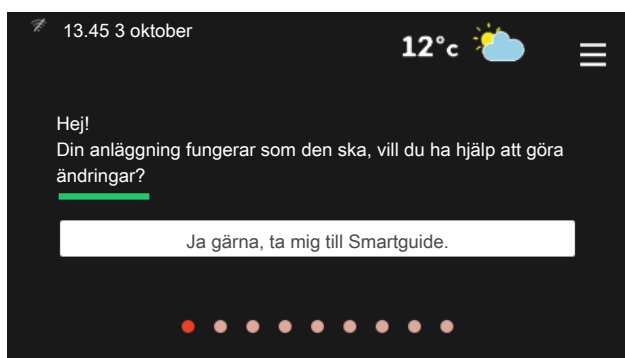 13.45 3 oktober
12°c
Hej!
Din anläggning fungerar som den ska, vill du ha hjälp att göra
ändringar?
Ja gärna, ta mig till Smartguide.